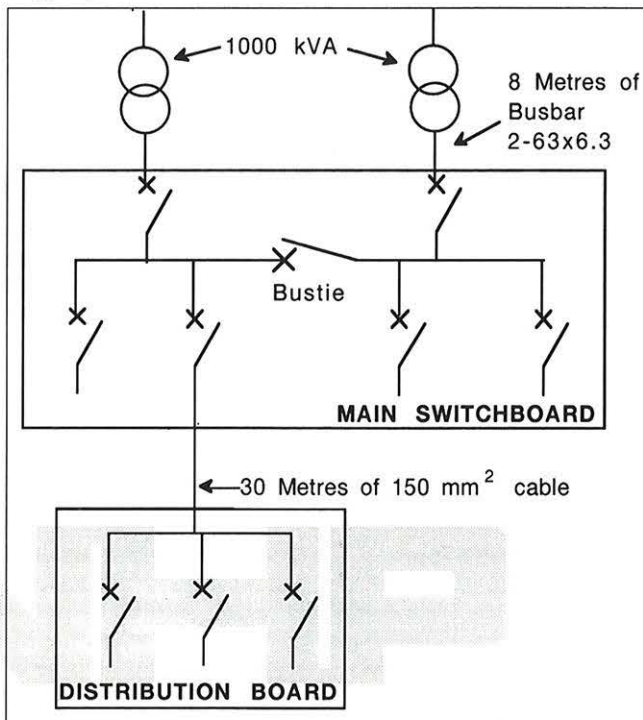 1000 kVA
8 Metres of
Busbar
2-63x6.3
Bustie
MAIN SWITCHBOARD
30 Metres of 150 mm²  cable
DISTRIBUTION BOARD